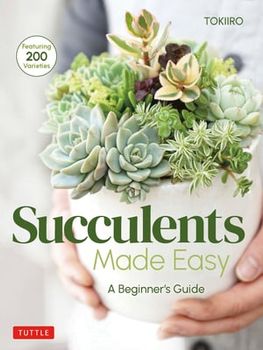 TOKIIRO
Featuring
200
Varieties
Succulents
Made Easy
A Beginner's Guide
TUTTLE